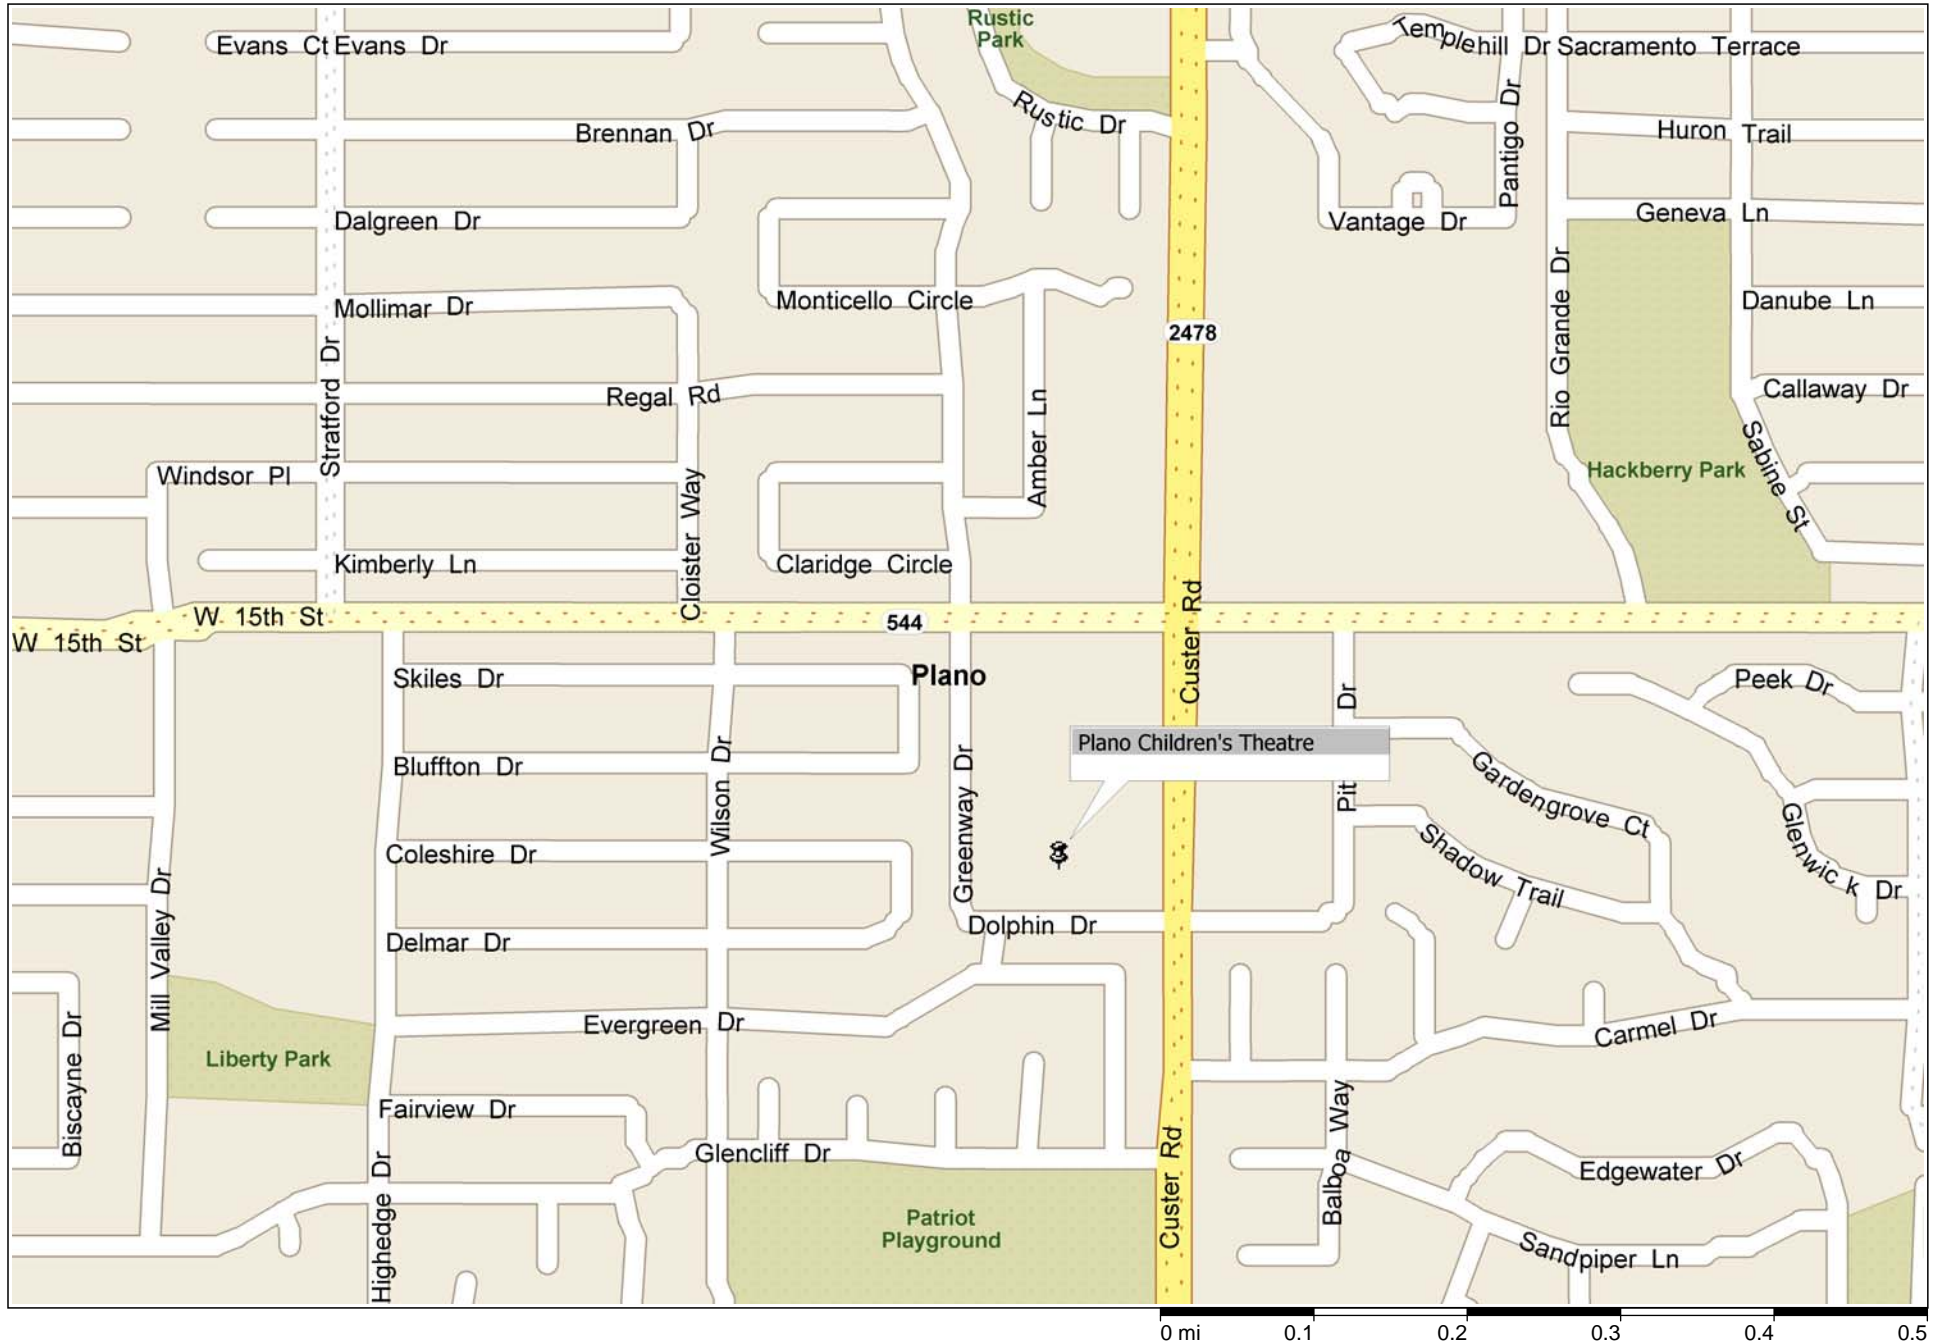 Rustic
Park
Evans Ct
Evans Dr
Templehill Dr
Sacramento Terrace
Rustic Dr
Brennan Dr
Pantigo Dr
Huron Trail
Dalgreen Dr
Vantage Dr
Geneva Ln
Mollimar Dr
Monticello Circle
Rio Grande Dr
Danube Ln
2478
Stratford Dr
Regal Rd
Amber Ln
Callaway Dr
Sabine St
Windsor Pl
Cloister Way
Hackberry Park
Kimberly Ln
Claridge Circle
W 15th St
W 15th St
544
Custer Rd
Skiles Dr
Plano
Peek Dr
Pit Dr
Plano Children's Theatre
Bluffton Dr
Wilson Dr
Greenway Dr
Gardengrove Ct
Coleshire Dr
Shadow Trail
Glenwick Dr
Mill Valley Dr
Dolphin Dr
Delmar Dr
Evergreen Dr
Carmel Dr
Biscayne Dr
Liberty Park
Fairview Dr
Balboa Way
Glencliff Dr
Custer Rd
Edgewater Dr
Highedge Dr
Patriot
Playground
Sandpiper Ln
0 mi 0.1 0.2 0.3 0.4 0.5